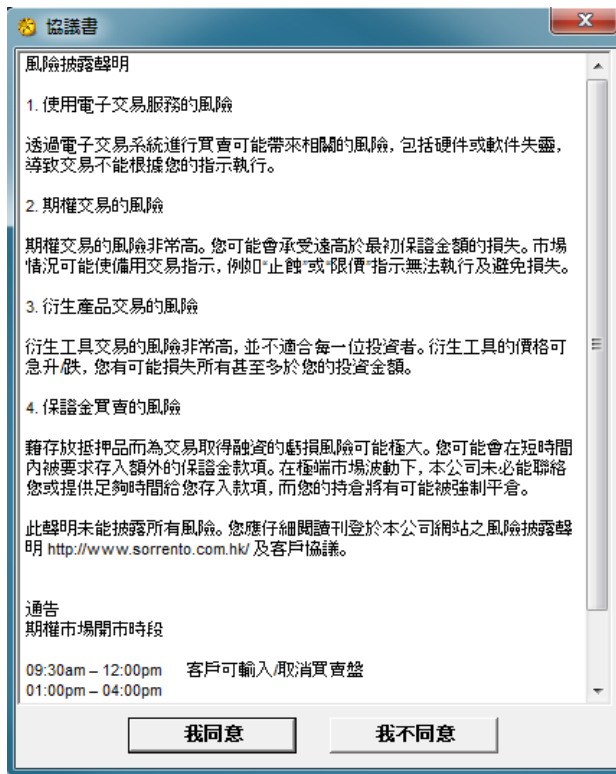 協議書
風險披露聲明
1. 使用電子交易服務的風險
透過電子交易系統進行買賣可能帶來相關的風險, 包括硬件或軟件失靈,
導致交易不能根據您的指示執行。
2. 期權交易的風險
期權交易的風險非常高。您可能會承受遠高於最初保證金額的損失。市場
情況可能使備用交易指示, 例如“止蝕”或“限價”指示無法執行及避免損失。
3. 衍生產品交易的風險
衍生工具交易的風險非常高, 並不適合每一位投資者。衍生工具的價格可
急升/跌, 您有可能損失所有甚至多於您的投資金額。
4. 保證金買賣的風險
藉存放抵押品而為交易取得融資的虧損風險可能極大。您可能會在短時間
內被要求存入額外的保證金款項。在極端市場波動下, 本公司未必能聯絡
您或提供足夠時間給您存入款項, 而您的持倉將有可能被強制平倉。
此聲明未能披露所有風險。您應仔細閱讀刊登於本公司網站之風險披露聲
明 http://www.sorrento.com.hk/ 及客戶協議。
通告
期權市場開市時段
09:30am – 12:00pm 客戶可輸入/取消買賣盤
01:00pm – 04:00pm
我同意 我不同意